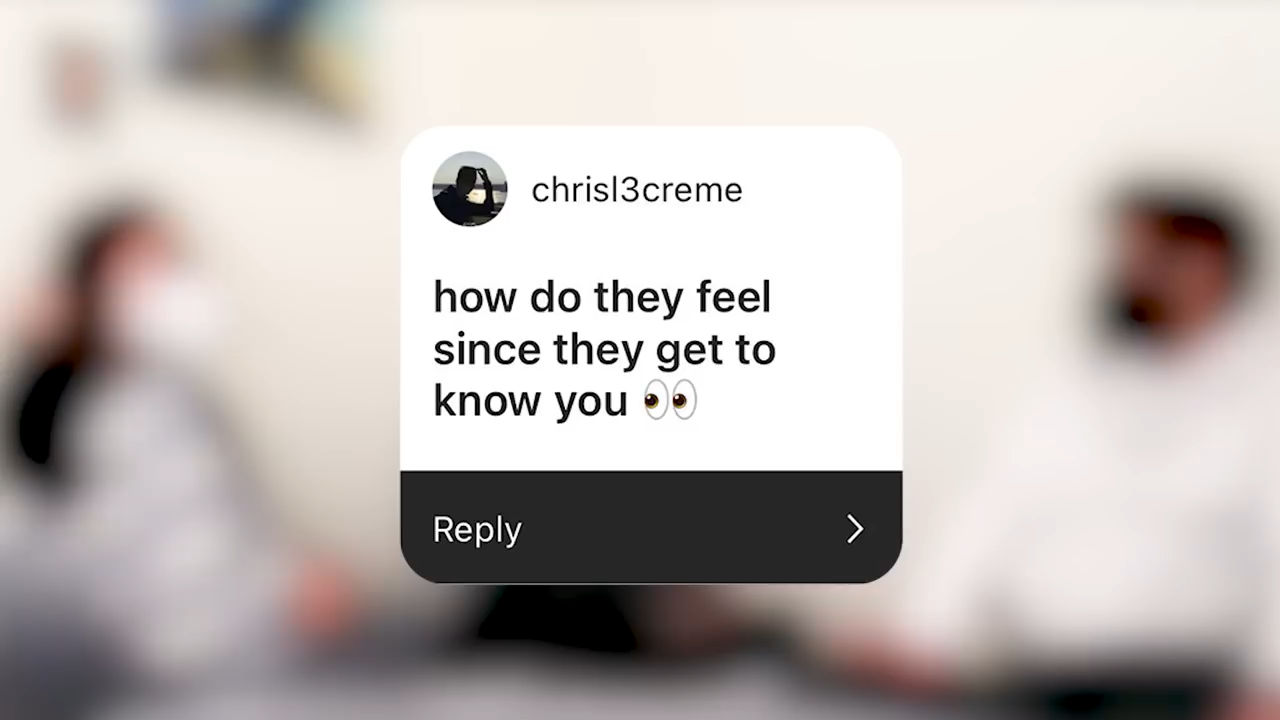 chrisl3creme
how do they feel
since they get to
know you 👀
Reply